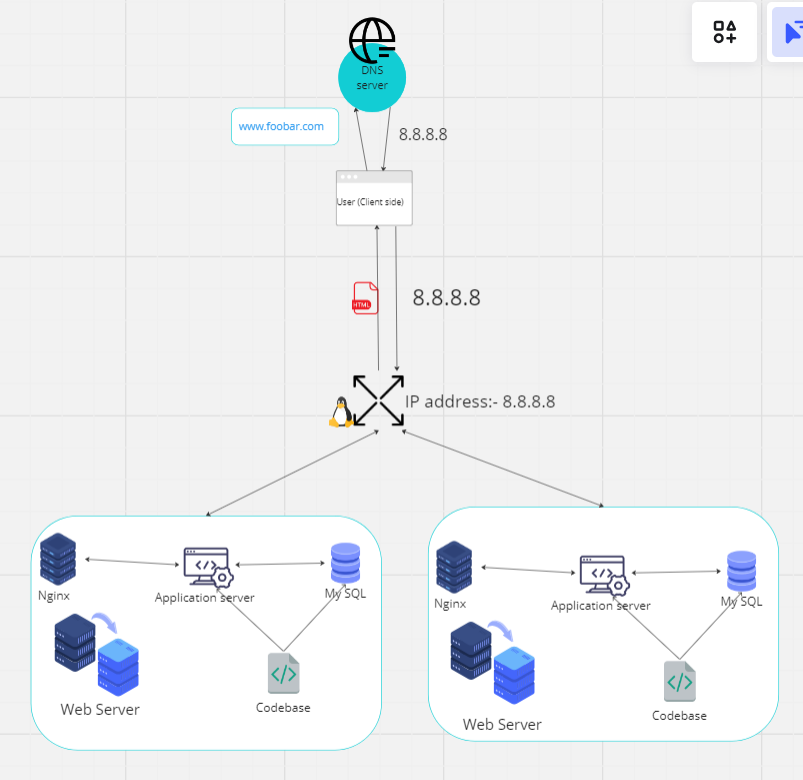 DNS
server
www.foobar.com
8.8.8.8
User (Client side)
HTML
8.8.8.8
IP address:- 8.8.8.8
Nginx
Application server
My SQL
Web Server
Codebase
Nginx
Application server
My SQL
Web Server
Codebase